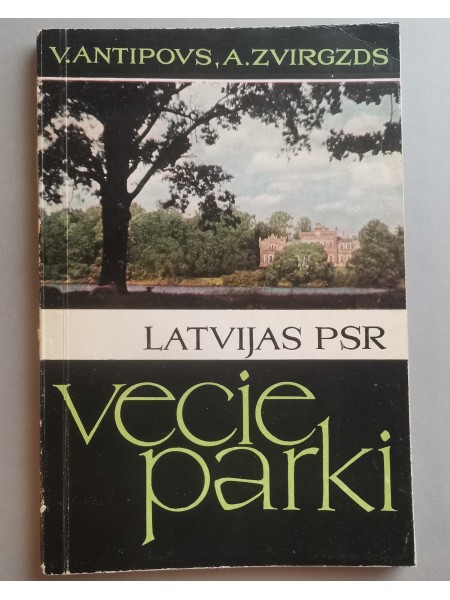 V. ANTIPOVS, A. ZVIRGZDS
LATVIJAS PSR
vecie
parki